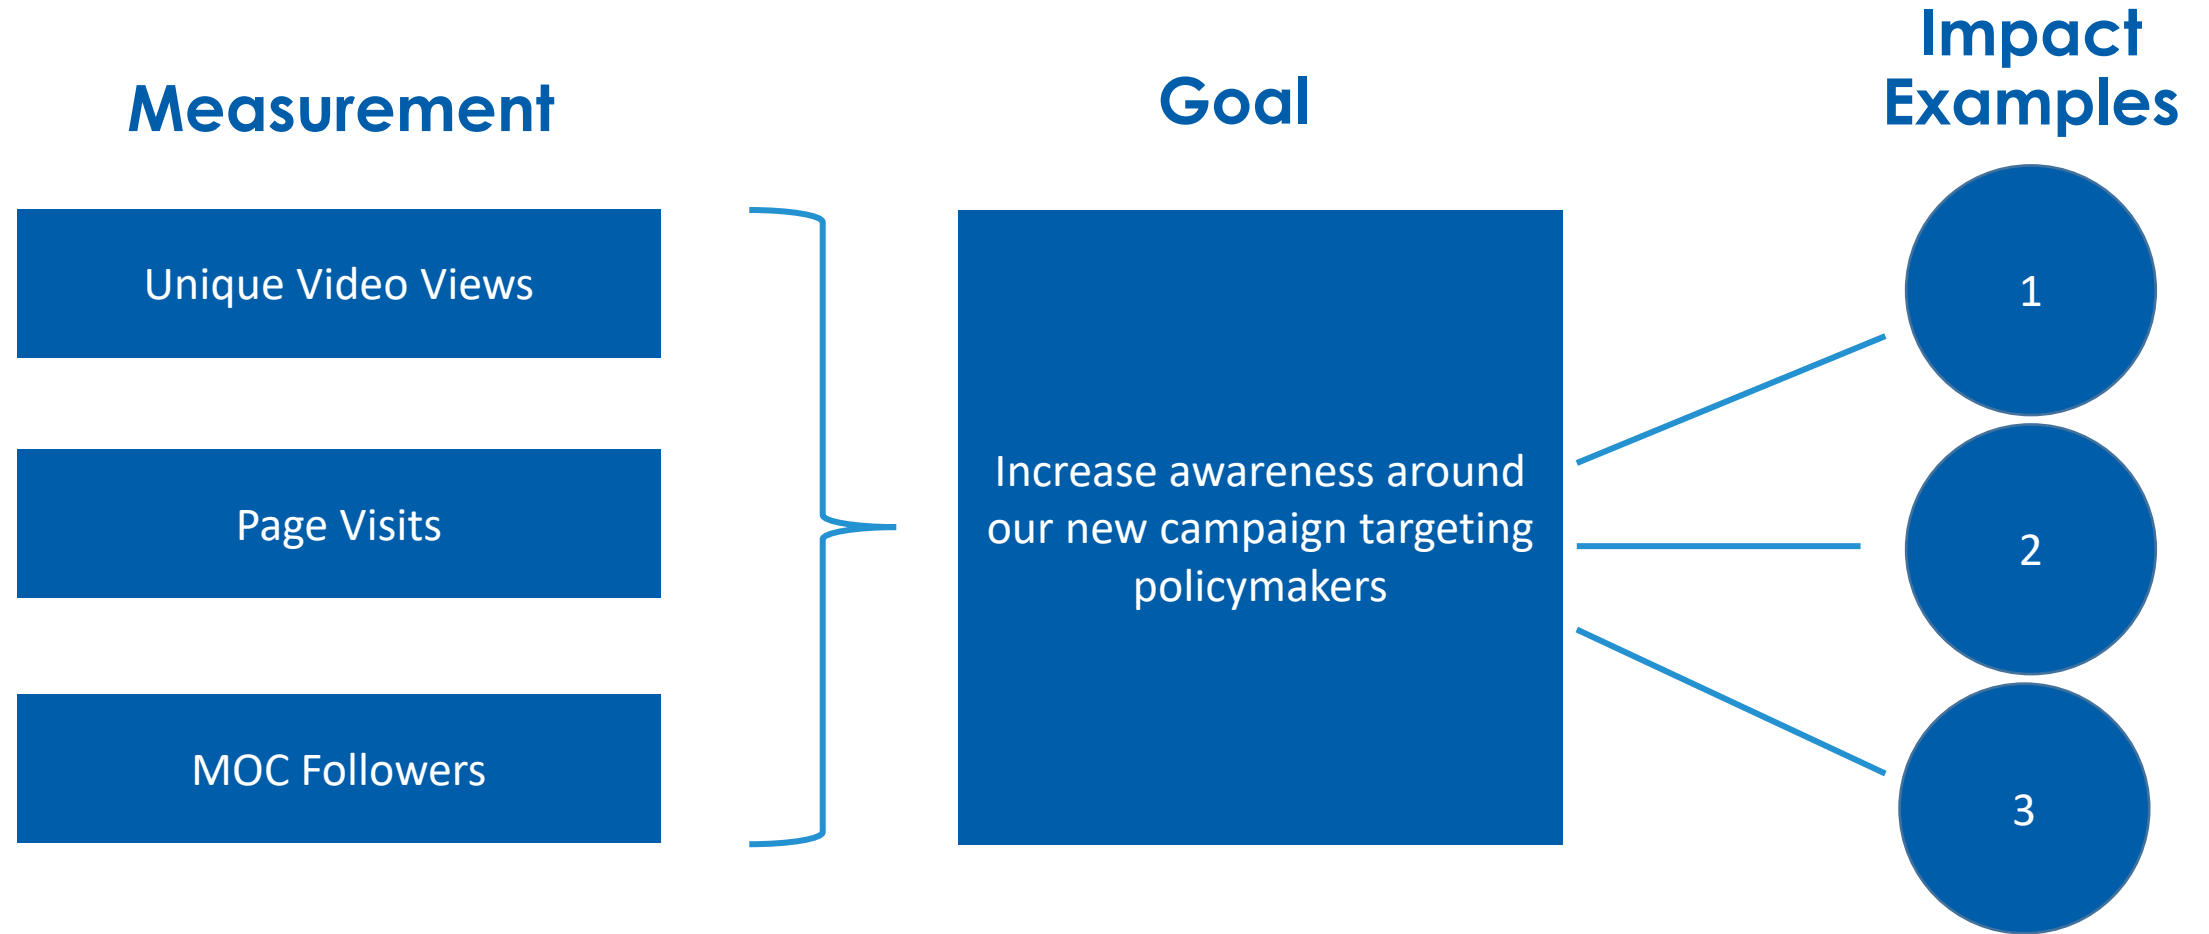 Measurement
Unique Video Views
Page Visits
MOC Followers
Goal
Increase awareness around
our new campaign targeting
policymakers
Impact
Examples
1
2
3